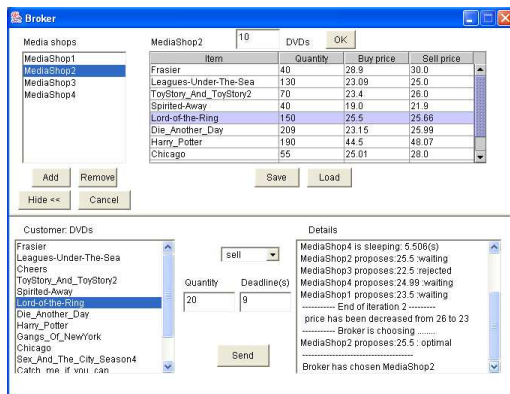 Broker
Media shops
MediaShop2 10 DVDs OK
MediaShop1
MediaShop2
MediaShop3
MediaShop4
Item Quantity Buy price Sell price
Frasier 40 28.9 30.0
Leagues-Under-The-Sea 130 23.09 25.0
ToyStory_And_ToyStory2 70 23.4 26.0
Spirited-Away 40 19.0 21.9
Lord-of-the-Ring 150 25.5 25.66
Die_Another_Day 209 23.15 25.99
Harry_Potter 190 44.5 48.07
Chicago 55 25.01 28.0
Add Remove
Save Load
Hide << Cancel
Customer: DVDs
Frasier
Leagues-Under-The-Sea
Cheers
ToyStory_And_ToyStory2
Spirited-Away
Lord-of-the-Ring
Die_Another_Day
Harry_Potter
Gangs_Of_NewYork
Chicago
Sex_And_The_City_Season4
Catch_me_if_you_can
sell
Quantity Deadline(s)
20 9
Send
Details
MediaShop4 is sleeping: 5.506(s)
MediaShop2 proposes:25.5 :waiting
MediaShop3 proposes:22.5 :rejected
MediaShop4 proposes:24.99 :waiting
MediaShop1 proposes:23.5 :waiting
---------- End of iteration 2 ---------
price has been decreased from 26 to 23
----------- Broker is choosing ........
MediaShop2 proposes:25.5 : optimal
-------------------------------------
Broker has chosen MediaShop2